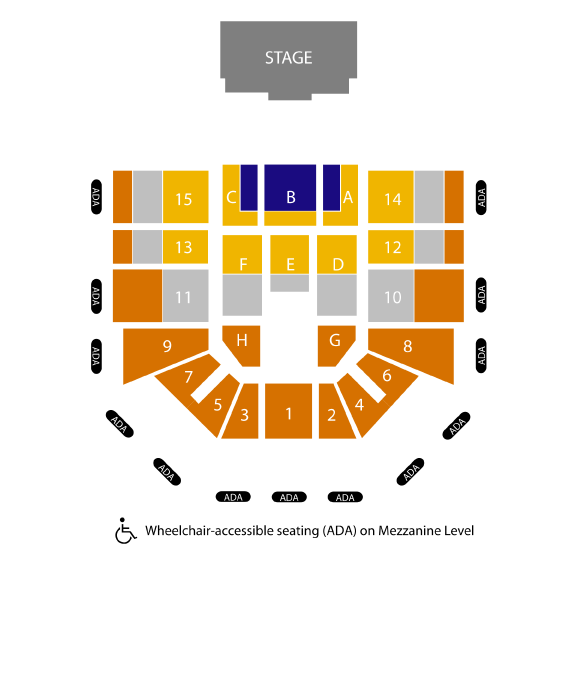 STAGE
ADA 15 C B A 14 ADA
13 F E D 12
ADA 11 10 ADA
ADA 9 H G 8 ADA
7 6
5 3 1 2 4
ADA ADA
ADA ADA
ADA ADA ADA
Wheelchair-accessible seating (ADA) on Mezzanine Level